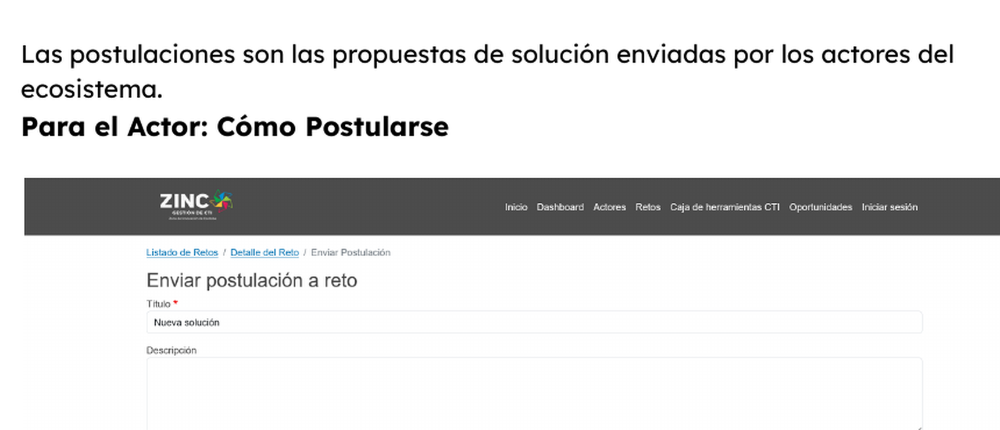 Las postulaciones son las propuestas de solución enviadas por los actores del
ecosistema.
Para el Actor: Cómo Postularse
ZINC
GESTIÓN DE CTI
Inicio Dashboard Actores Retos Caja de herramientas CTI Oportunidades Iniciar sesión
Listado de Retos / Detalle del Reto / Enviar Postulación
Enviar postulación a reto
Título *
Nueva solución
Descripción